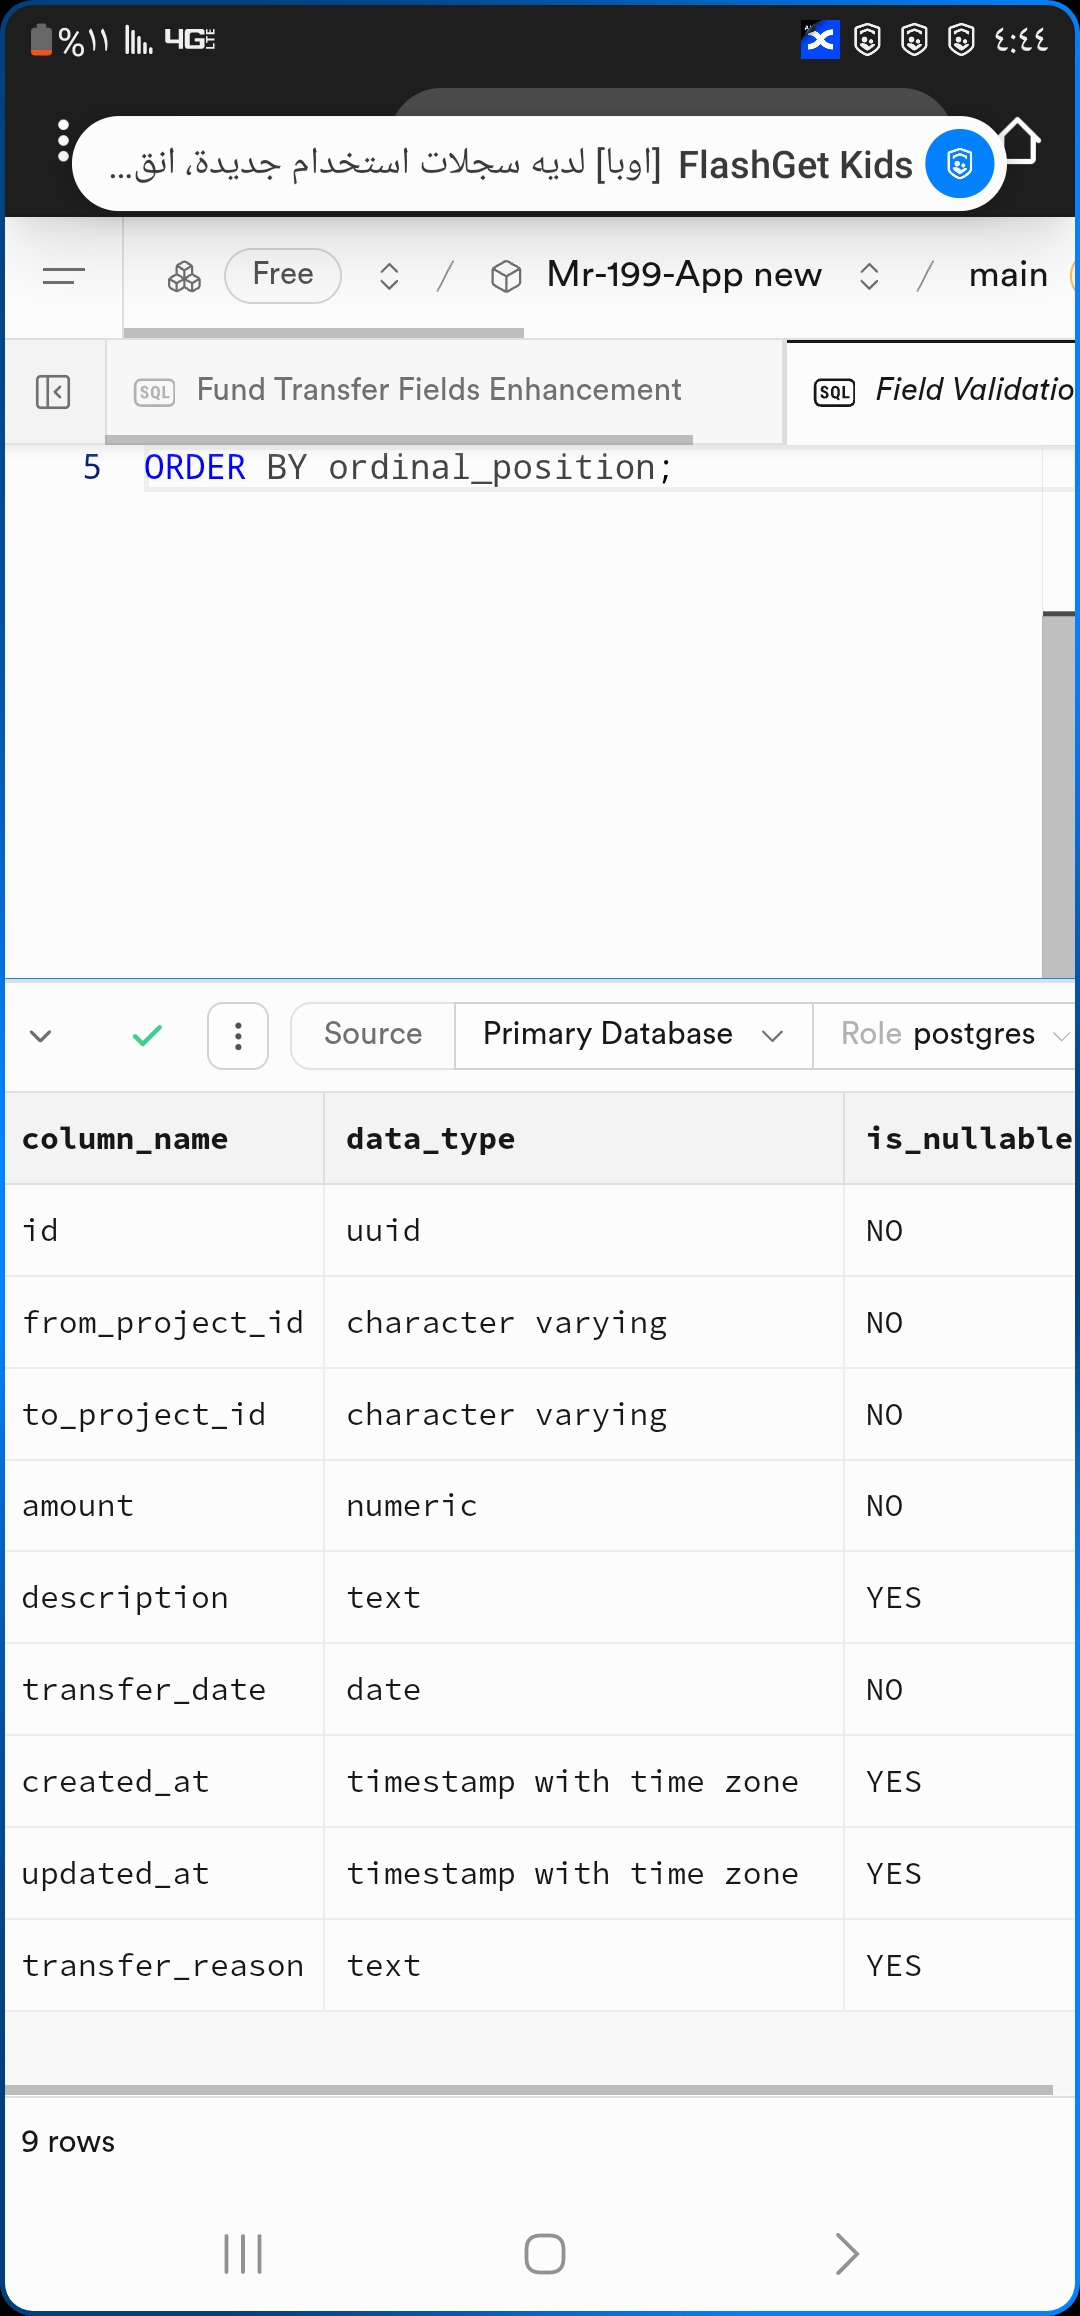 %١١ 4G LTE ٤:٤٤
FlashGet Kids [اوبا] لديه سجلات استخدام جديدة، انق...
Free / Mr-199-App new / main
SQL Fund Transfer Fields Enhancement SQL Field Validatio
5 ORDER BY ordinal_position;
Source Primary Database Role postgres
column_name data_type is_nullable
id uuid NO
from_project_id character varying NO
to_project_id character varying NO
amount numeric NO
description text YES
transfer_date date NO
created_at timestamp with time zone YES
updated_at timestamp with time zone YES
transfer_reason text YES
9 rows